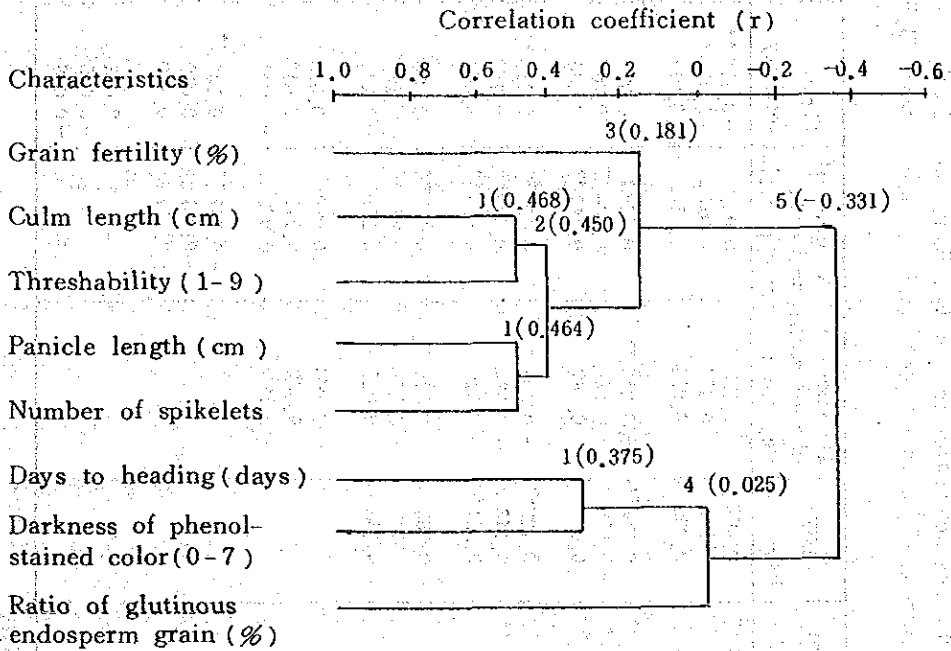 Correlation coefficient (r)
Characteristics
1.0 0.8 0.6 0.4 0.2 0 -0.2 -0.4 -0.6
3(0.181)
Grain fertility (%)
1(0.468)
5(-0.331)
Culm length (cm)
2(0.450)
Threshability (1-9)
1(0.464)
Panicle length (cm)
Number of spikelets
1(0.375)
Days to heading (days)
4 (0.025)
Darkness of phenol-
stained color (0-7)
Ratio of glutinous
endosperm grain (%)